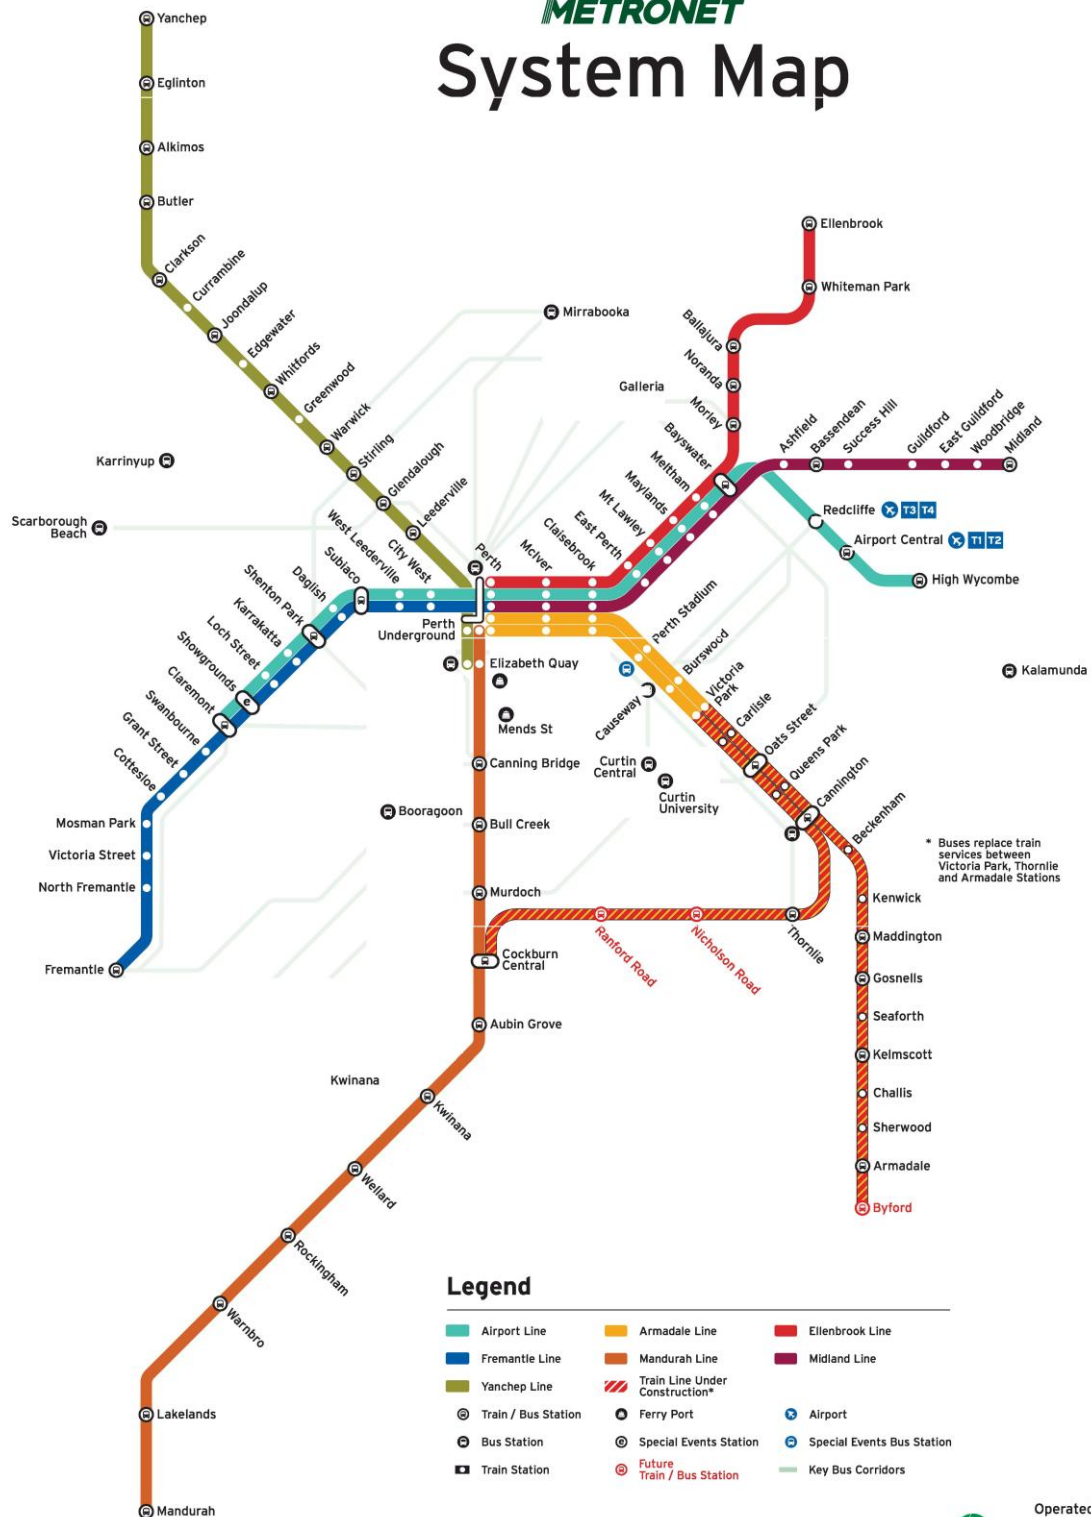 METRONET
System Map
Yanchep
Eglinton
Alkimos
Butler
Clarkson
Currambine
Joondalup
Edgewater
Whitfords
Greenwood
Warwick
Stirling
Glendalough
Leederville
Karrinyup
Scarborough
Beach
Mirrabooka
Ellenbrook
Whiteman Park
Ballajura
Noranda
Galleria
Morley
Bayswater
Meltham
Maylands
Mt Lawley
East Perth
Claisebrook
McIver
Perth
Ashfield
Bassendean
Success Hill
Guildford
East Guildford
Woodbridge
Midland
Redcliffe
T3 T4
Airport Central
T1 T2
High Wycombe
City West
West Leederville
Subiaco
Daglish
Shenton Park
Karrakatta
Loch Street
Showgrounds
e
Claremont
Swanbourne
Grant Street
Cottesloe
Mosman Park
Victoria Street
North Fremantle
Fremantle
Perth
Underground
Elizabeth Quay
Mends St
Canning Bridge
Booragoon
Bull Creek
Murdoch
Cockburn
Central
Aubin Grove
Kwinana
Kwinana
Wellard
Rockingham
Warnbro
Lakelands
Mandurah
Perth Stadium
Burswood
Victoria
Park
Carlisle
Oats Street
Queens Park
Cannington
Beckenham
Causeway
Curtin
Central
Curtin
University
Kalamunda
* Buses replace train
services between
Victoria Park, Thornlie
and Armadale Stations
Kenwick
Maddington
Gosnells
Seaforth
Kelmscott
Challis
Sherwood
Armadale
Byford
Ranford Road
Nicholson Road
Thornlie
Legend
Airport Line
Armadale Line
Ellenbrook Line
Fremantle Line
Mandurah Line
Midland Line
Yanchep Line
Train Line Under
Construction*
Train / Bus Station
Ferry Port
Airport
Bus Station
e
Special Events Station
Special Events Bus Station
Train Station
Future
Train / Bus Station
Key Bus Corridors
Operated